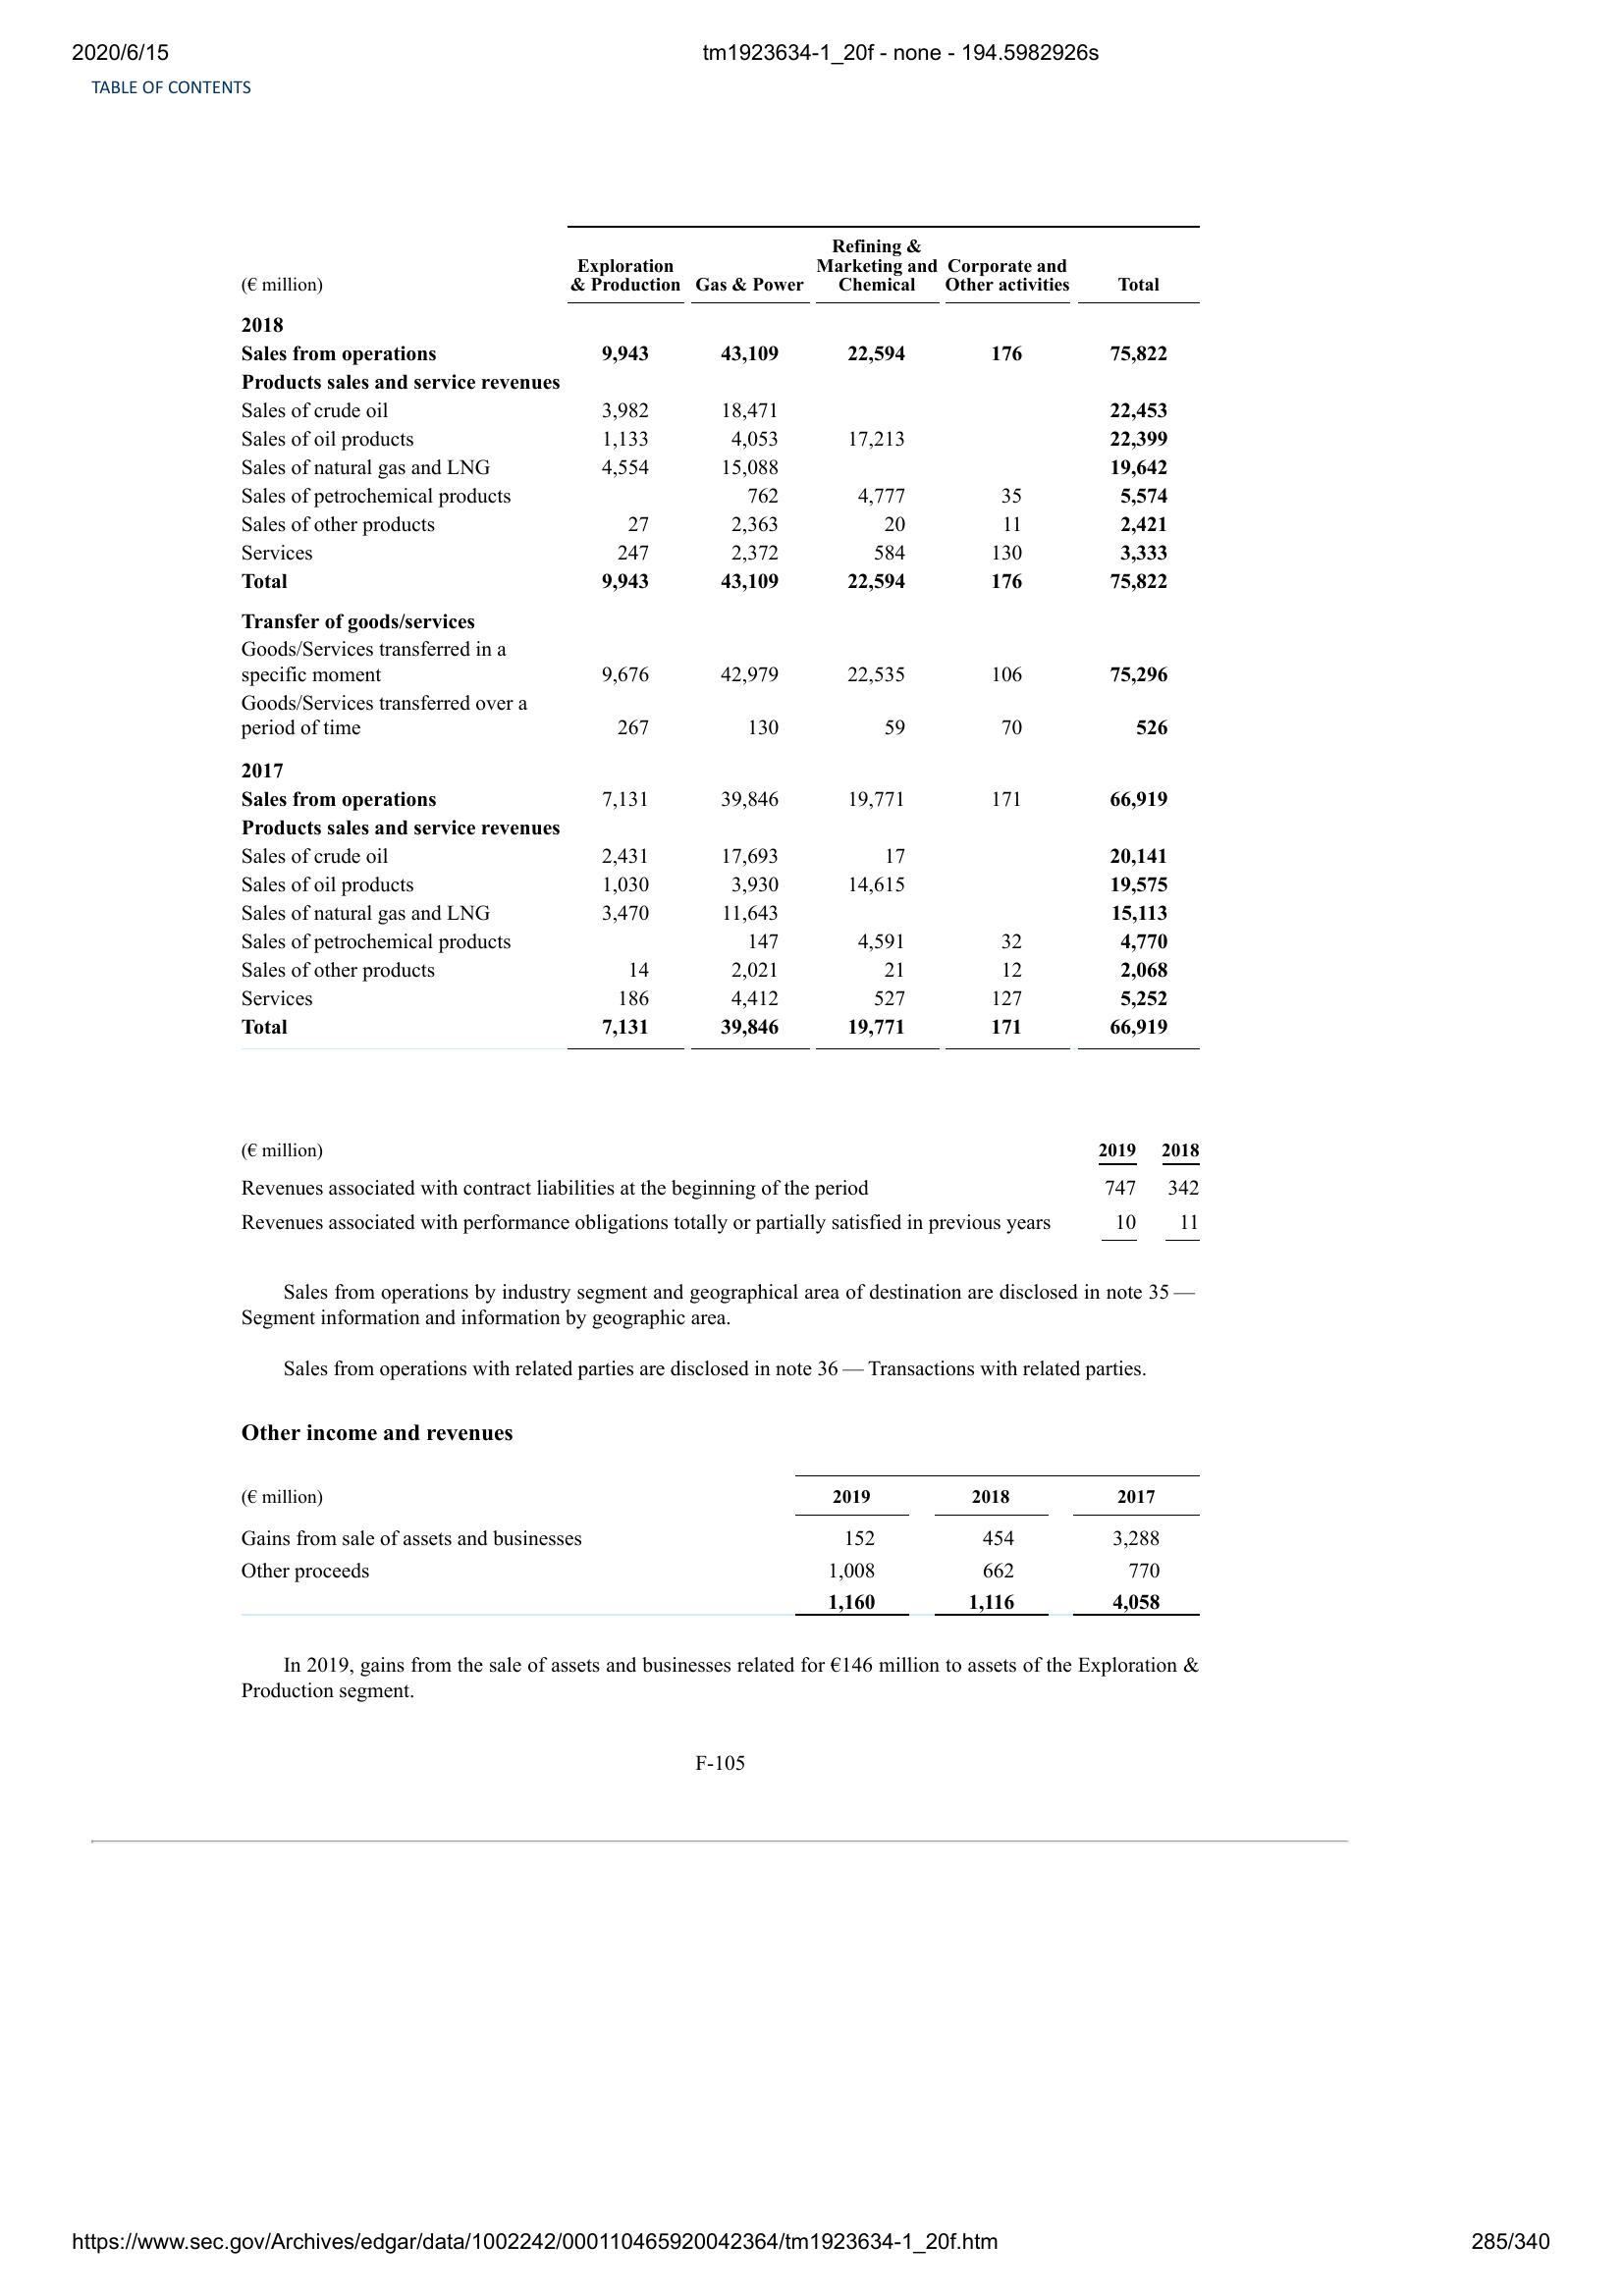 2020/6/15 tm1923634-1_20f - none - 194.5982926s
TABLE OF CONTENTS
Refining &
Exploration Marketing and Corporate and
(€ million) & Production Gas & Power Chemical Other activities Total
2018
Sales from operations 9,943 43,109 22,594 176 75,822
Products sales and service revenues
Sales of crude oil 3,982 18,471 22,453
Sales of oil products 1,133 4,053 17,213 22,399
Sales of natural gas and LNG 4,554 15,088 19,642
Sales of petrochemical products 762 4,777 35 5,574
Sales of other products 27 2,363 20 11 2,421
Services 247 2,372 584 130 3,333
Total 9,943 43,109 22,594 176 75,822
Transfer of goods/services
Goods/Services transferred in a
specific moment 9,676 42,979 22,535 106 75,296
Goods/Services transferred over a
period of time 267 130 59 70 526
2017
Sales from operations 7,131 39,846 19,771 171 66,919
Products sales and service revenues
Sales of crude oil 2,431 17,693 17 20,141
Sales of oil products 1,030 3,930 14,615 19,575
Sales of natural gas and LNG 3,470 11,643 15,113
Sales of petrochemical products 147 4,591 32 4,770
Sales of other products 14 2,021 21 12 2,068
Services 186 4,412 527 127 5,252
Total 7,131 39,846 19,771 171 66,919
(€ million) 2019 2018
Revenues associated with contract liabilities at the beginning of the period 747 342
Revenues associated with performance obligations totally or partially satisfied in previous years 10 11
Sales from operations by industry segment and geographical area of destination are disclosed in note 35 —
Segment information and information by geographic area.
Sales from operations with related parties are disclosed in note 36 — Transactions with related parties.
Other income and revenues
(€ million) 2019 2018 2017
Gains from sale of assets and businesses 152 454 3,288
Other proceeds 1,008 662 770
1,160 1,116 4,058
In 2019, gains from the sale of assets and businesses related for €146 million to assets of the Exploration &
Production segment.
F-105
https://www.sec.gov/Archives/edgar/data/1002242/000110465920042364/tm1923634-1_20f.htm 285/340